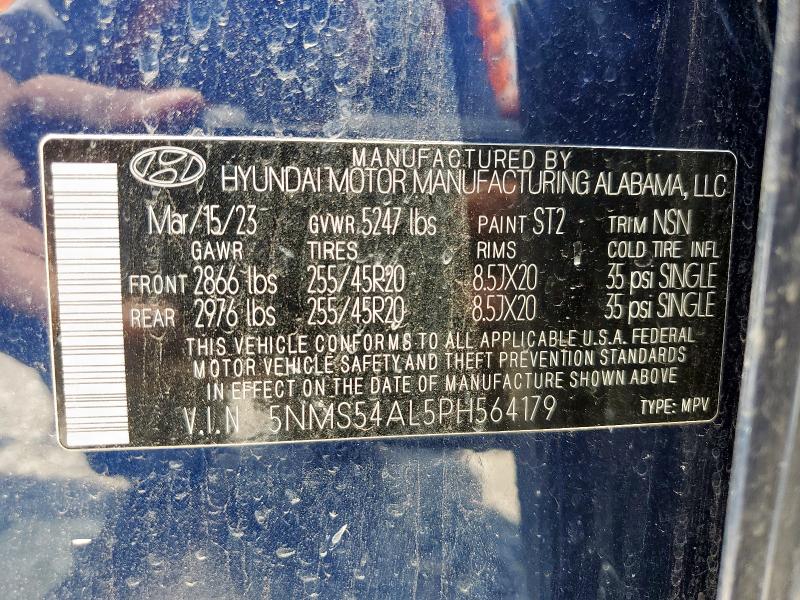 MANUFACTURED BY
HYUNDAI MOTOR MANUFACTURING ALABAMA, LLC
Mar/15/23 GVWR 5247 lbs PAINT ST2 TRIM NSN
GAWR TIRES RIMS COLD TIRE INFL
FRONT 2866 lbs 255/45R20 8.5JX20 35 psi SINGLE
REAR 2976 lbs 255/45R20 8.5JX20 35 psi SINGLE
THIS VEHICLE CONFORMS TO ALL APPLICABLE U.S.A. FEDERAL
MOTOR VEHICLE SAFETY AND THEFT PREVENTION STANDARDS
IN EFFECT ON THE DATE OF MANUFACTURE SHOWN ABOVE
V.I.N 5NMS54AL5PH564179 TYPE: MPV